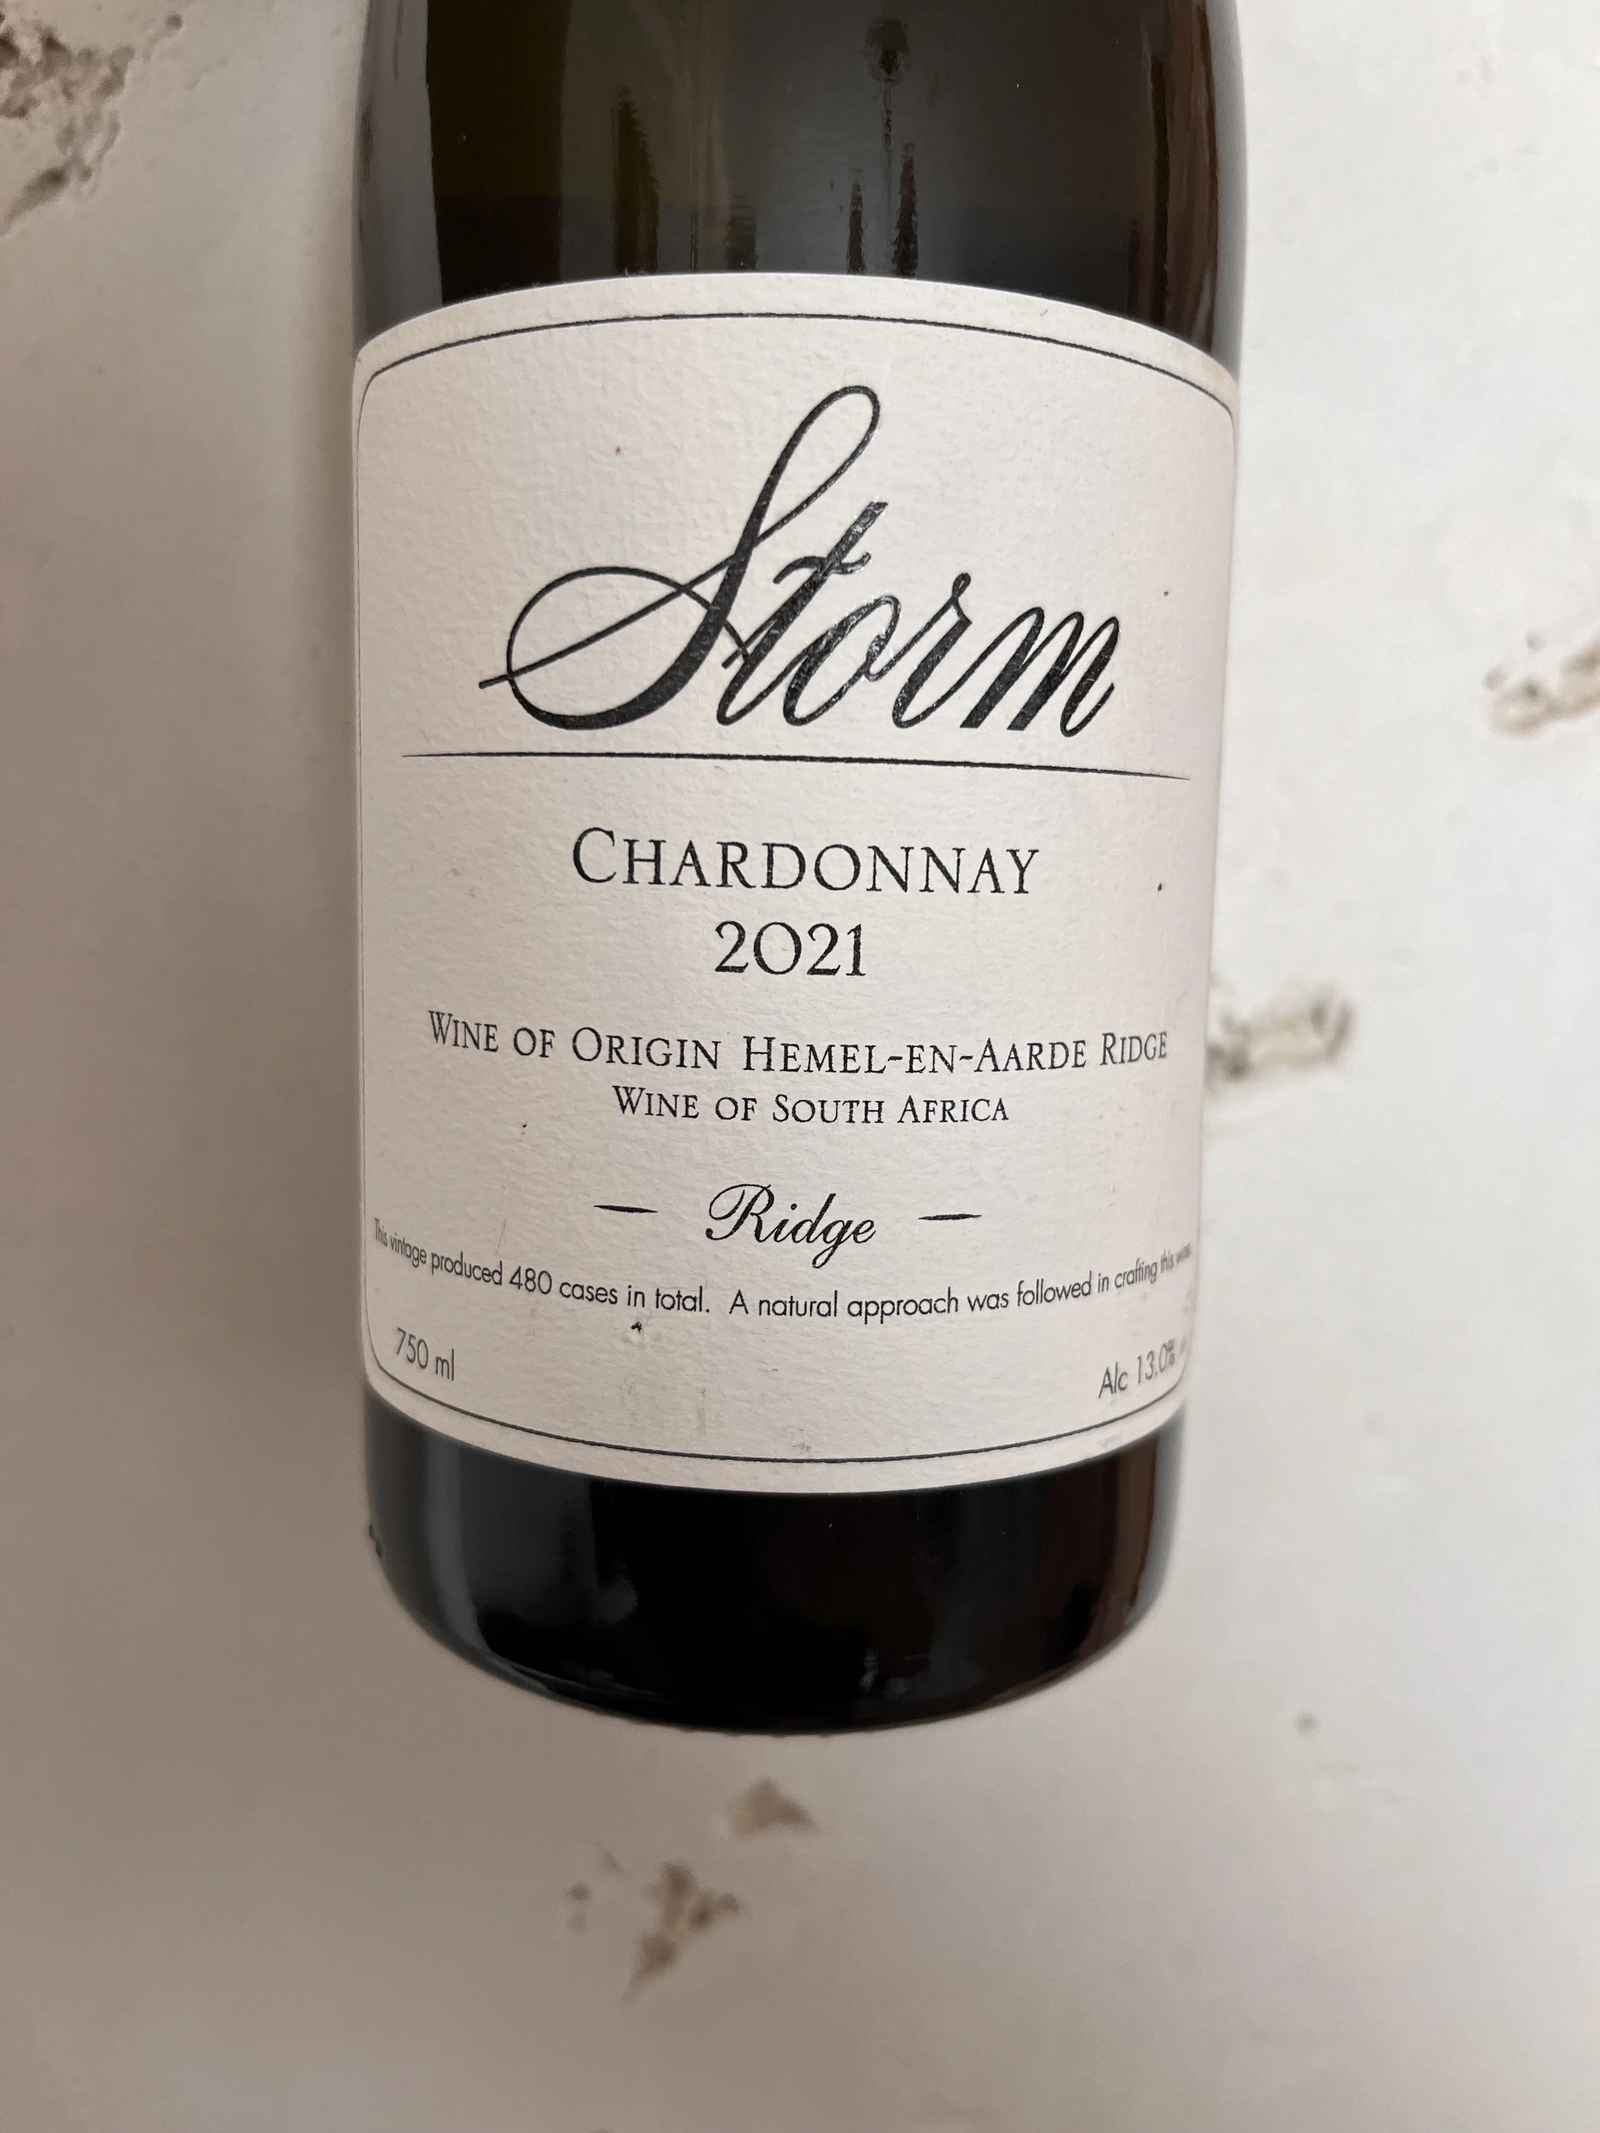 Storm
CHARDONNAY
2021
WINE OF ORIGIN HEMEL-EN-AARDE RIDGE
WINE OF SOUTH AFRICA
— Ridge —
This vintage produced 480 cases in total. A natural approach was followed in crafting this wine.
750 ml
Alc 13.0%